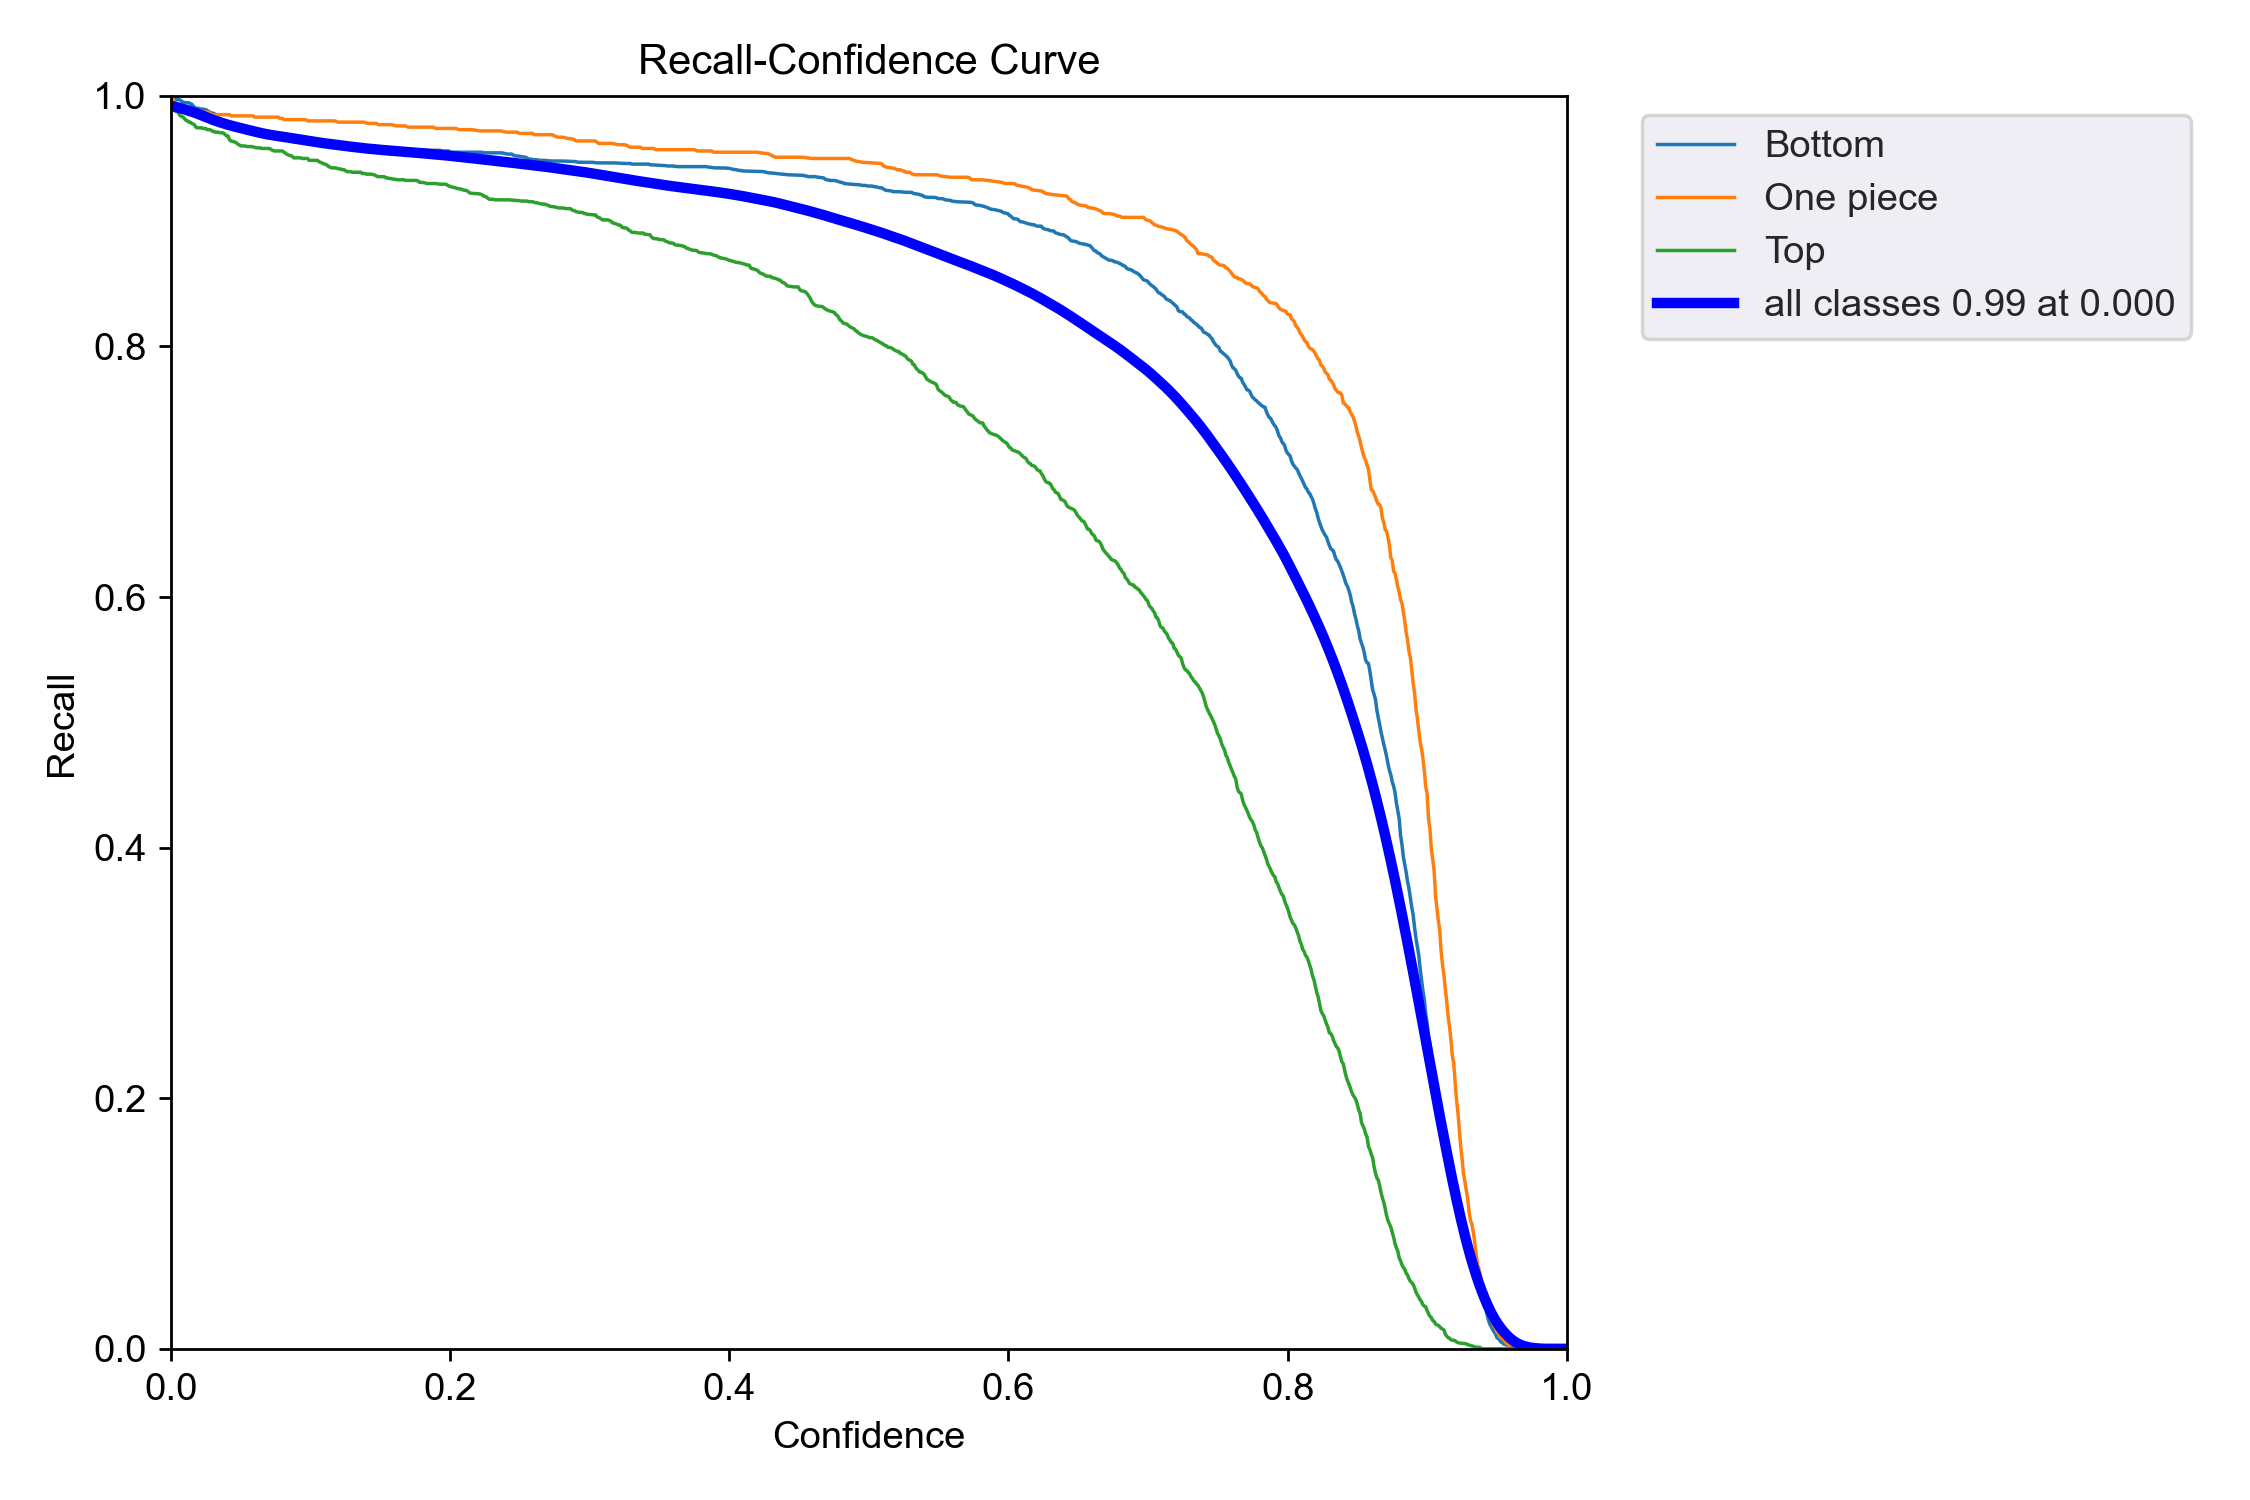 Recall-Confidence Curve
1.0
0.8
0.6
0.4
0.2
0.0
Recall
0.0 0.2 0.4 0.6 0.8 1.0
Confidence
Bottom
One piece
Top
all classes 0.99 at 0.000